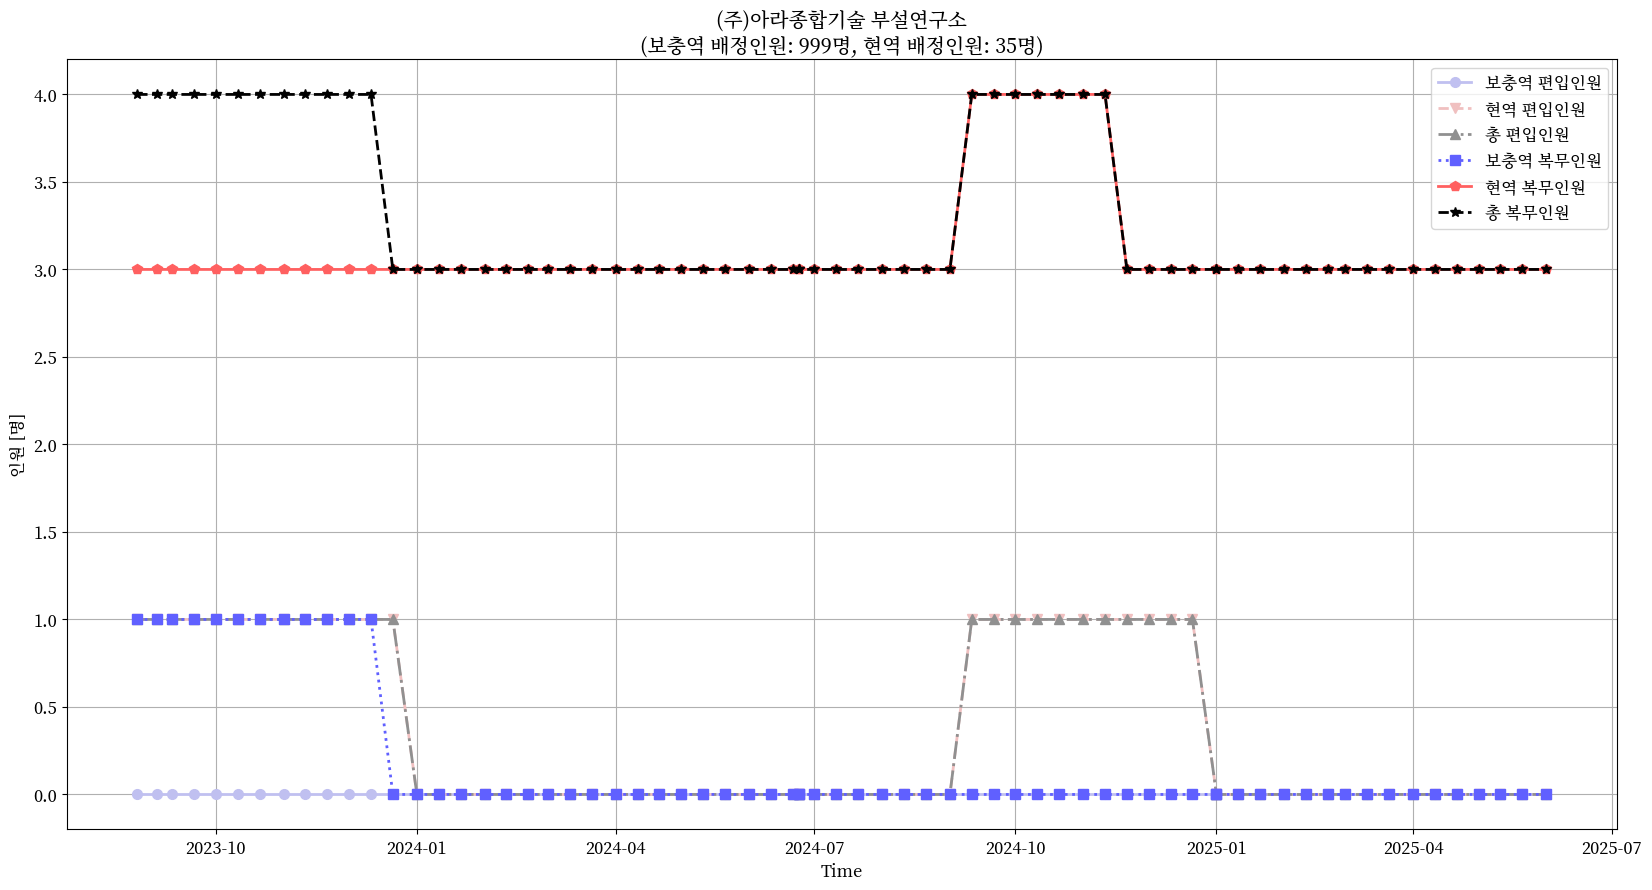 (주)아라종합기술 부설연구소
(보충역 배정인원: 999명, 현역 배정인원: 35명)
보충역 편입인원
현역 편입인원
총 편입인원
보충역 복무인원
현역 복무인원
총 복무인원
4.0
3.5
3.0
2.5
2.0
1.5
1.0
0.5
0.0
인원 [명]
2023-10
2024-01
2024-04
2024-07
2024-10
2025-01
2025-04
2025-07
Time